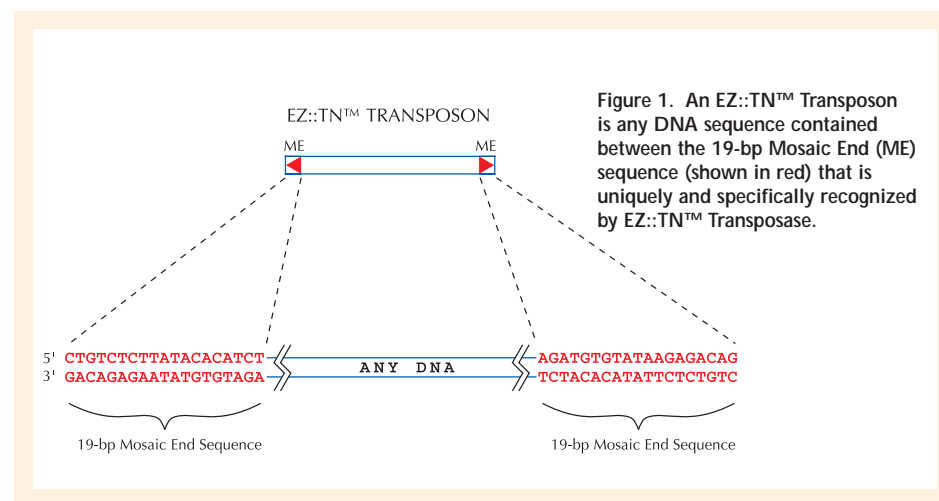 EZ::TN™ TRANSPOSON
ME ME
Figure 1. An EZ::TN™ Transposon
is any DNA sequence contained
between the 19-bp Mosaic End (ME)
sequence (shown in red) that is
uniquely and specifically recognized
by EZ::TN™ Transposase.
5' CTGTCTCTTATACACATCT ANY DNA AGATGTGTATAAGAGACAG
3' GACAGAGAATATGTGTAGA TCTACACATATTCTCTGTC
19-bp Mosaic End Sequence 19-bp Mosaic End Sequence